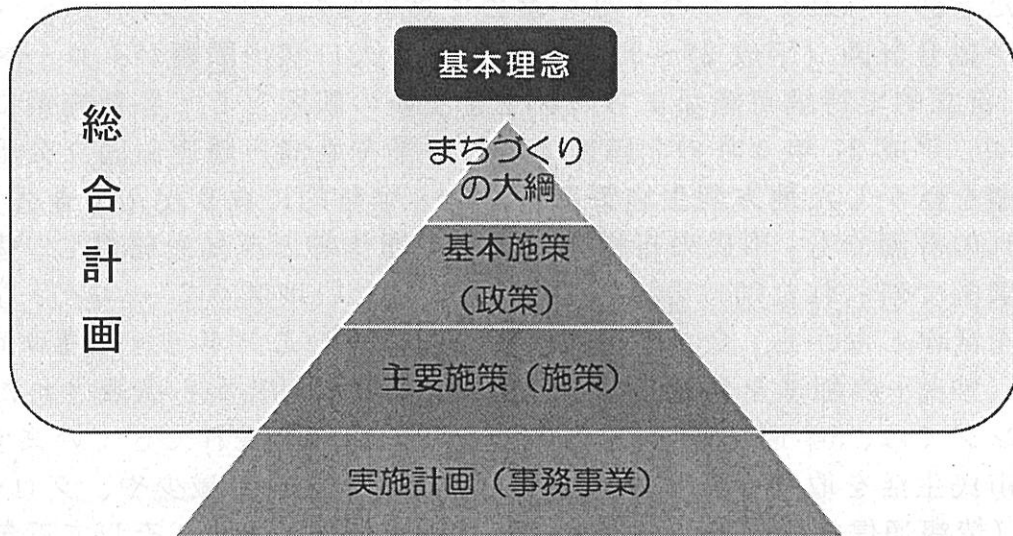 基本理念
総合計画
まちづくり
の大綱
基本施策
（政策）
主要施策（施策）
実施計画（事務事業）